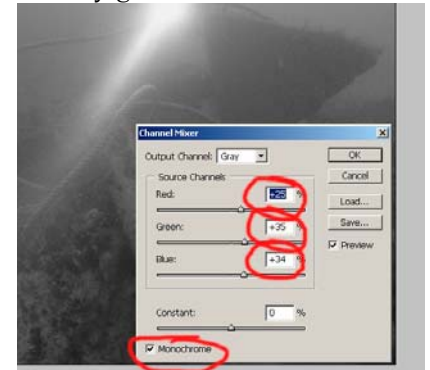 Channel Mixer
Output Channel: Gray
OK
Source Channels
Cancel
Red: +25 %
Load...
Green: +35 %
Save...
Preview
Blue: +34 %
Constant: 0 %
Monochrome